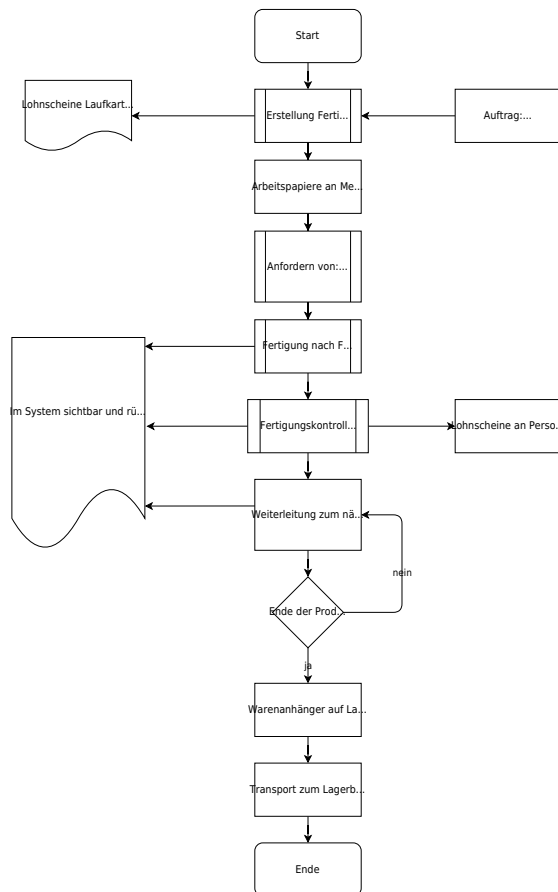 Start
Lohnscheine Laufkart...
Erstellung Ferti...
Auftrag:...
Arbeitspapiere an Me...
Anfordern von:...
Fertigung nach F...
Im System sichtbar und rü...
Fertigungskontroll...
Lohnscheine an Perso...
Weiterleitung zum nä...
nein
Ende der Prod...
ja
Warenanhänger auf La...
Transport zum Lagerb...
Ende